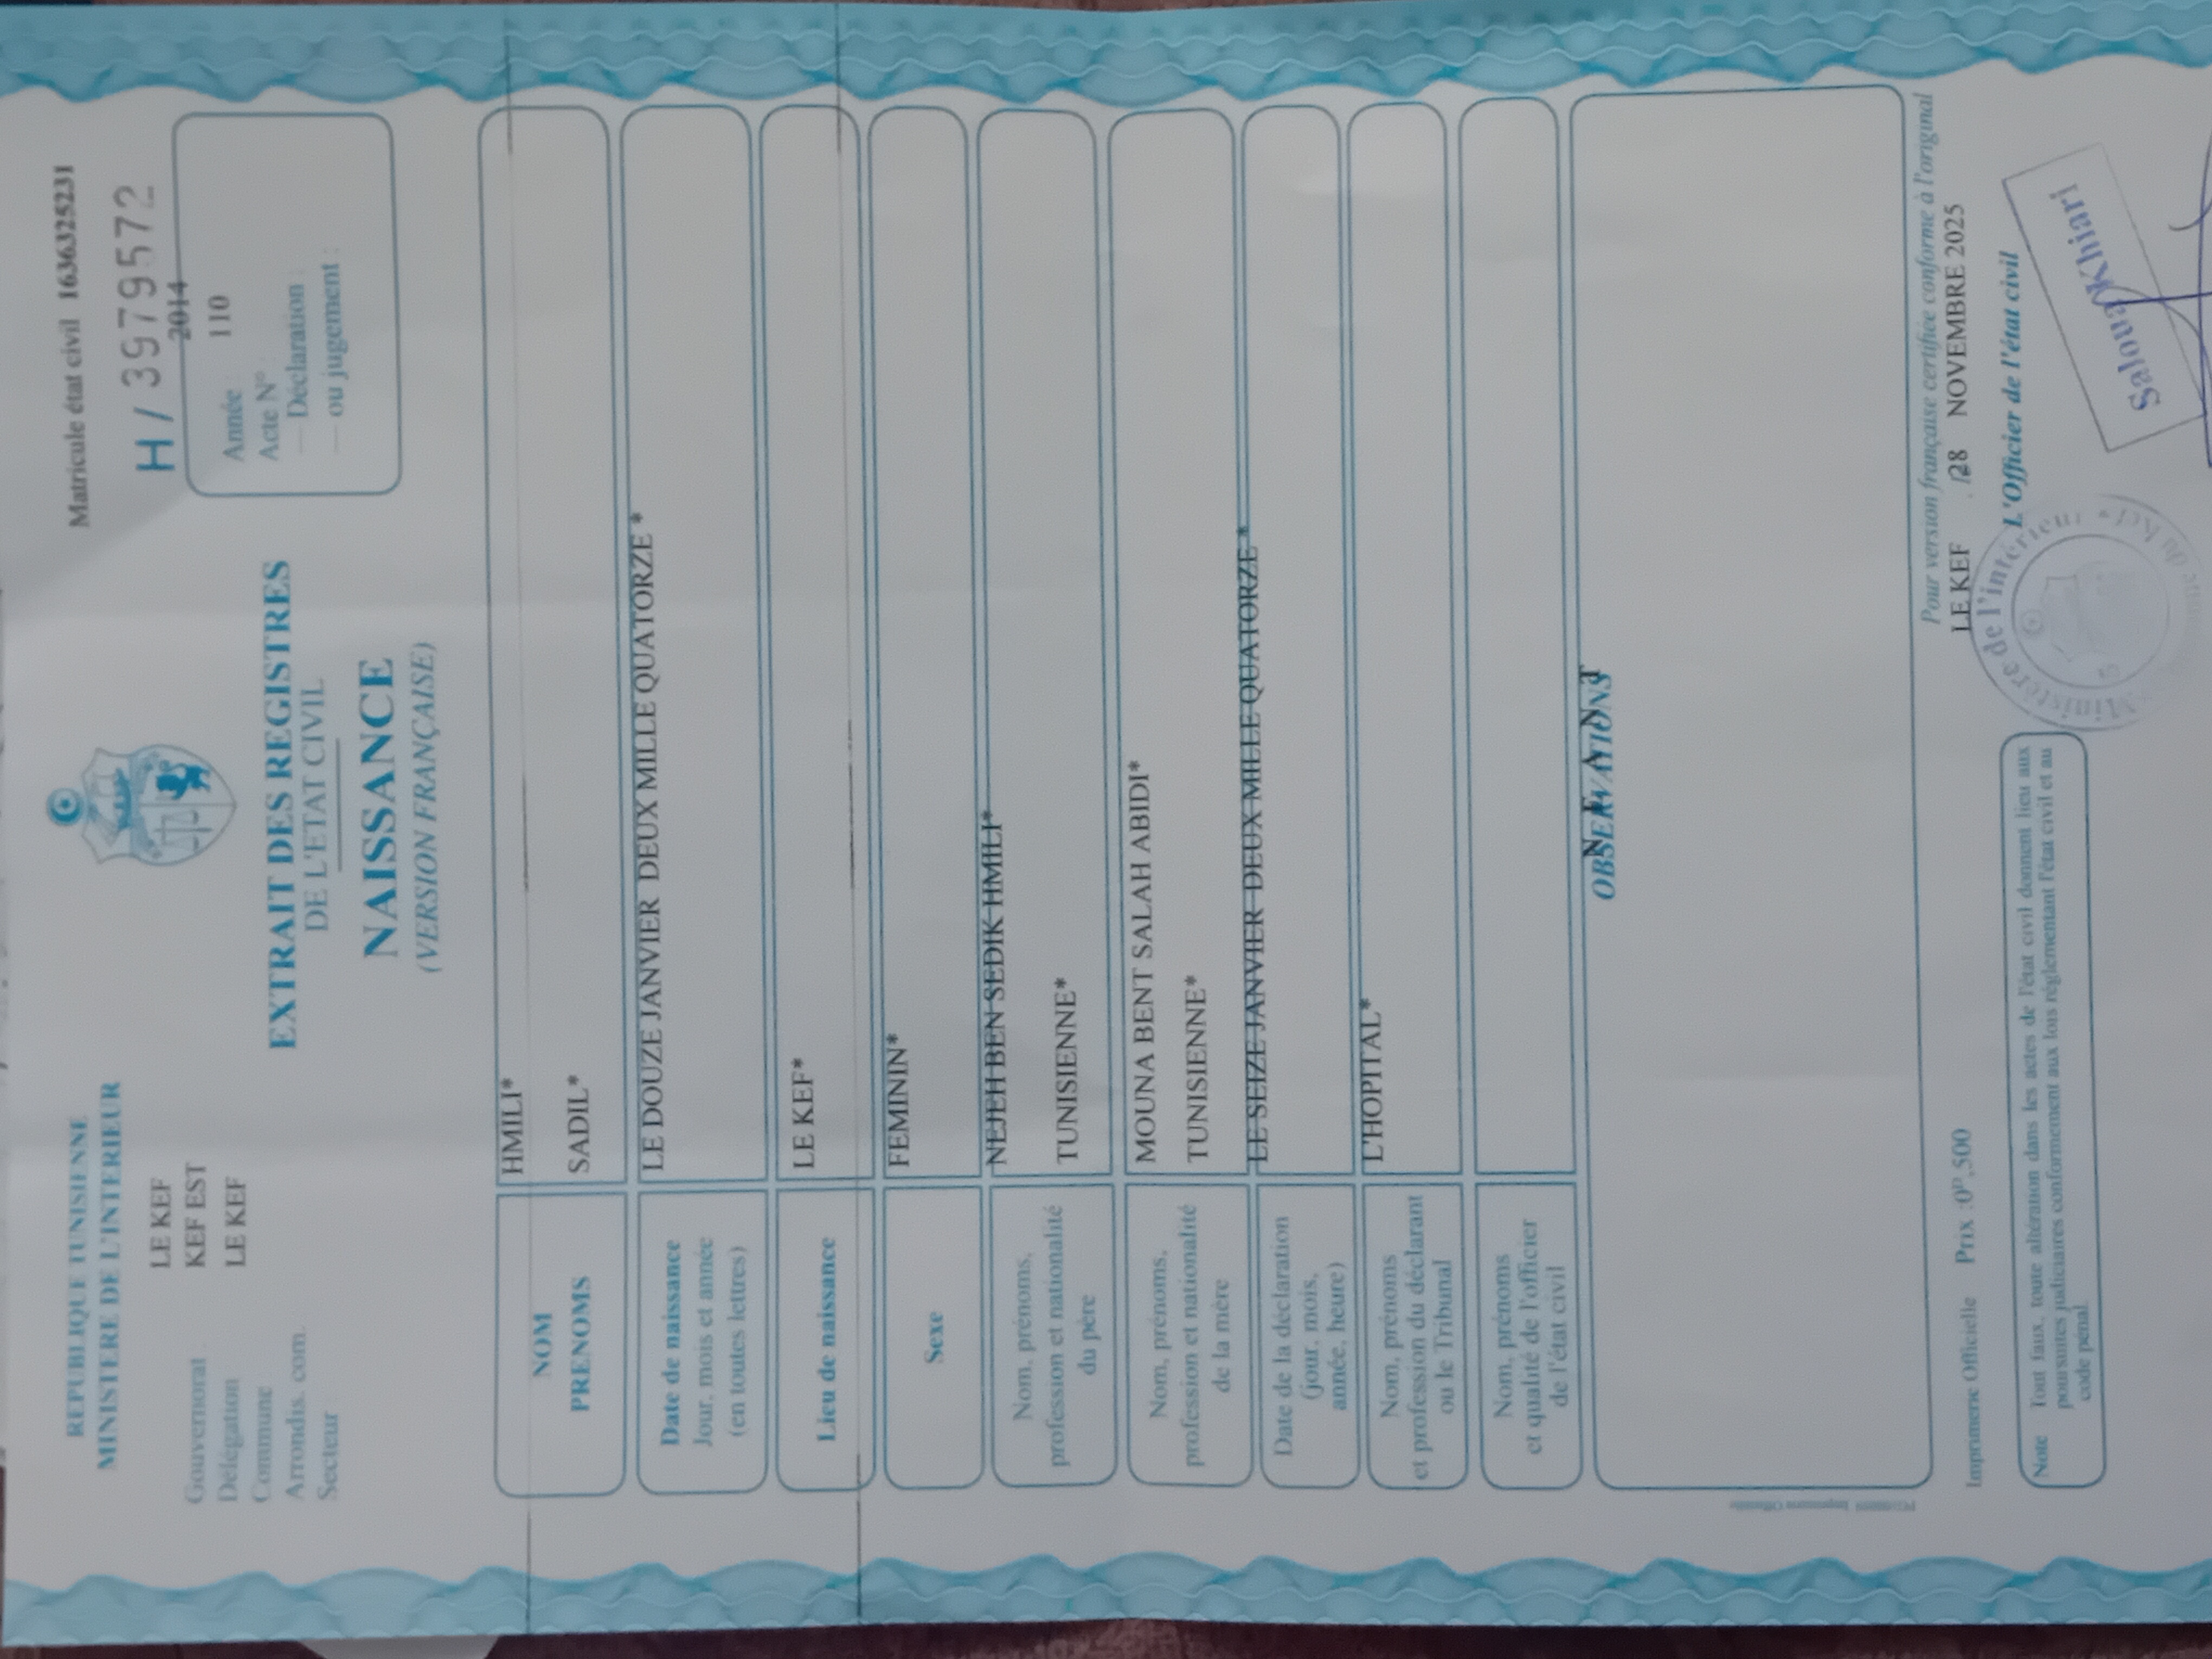 REPUBLIQUE TUNISIENNE
MINISTERE DE L'INTERIEUR
Gouvernorat LE KEF
Délégation KEF EST
Commune LE KEF
Arrondis. com.
Secteur
Matricule état civil 1636325231
H / 3979572
Année 2014
Acte N° 110
Déclaration :
ou jugement :
EXTRAIT DES REGISTRES
DE L'ETAT CIVIL
NAISSANCE
(VERSION FRANÇAISE)
NOM HMILI*
PRENOMS SADIL*
Date de naissance
Jour, mois et année
(en toutes lettres)
LE DOUZE JANVIER DEUX MILLE QUATORZE *
Lieu de naissance LE KEF*
Sexe FEMININ*
Nom, prénoms,
profession et nationalité
du père
NEJEH BEN SEDIK HMILI*
TUNISIENNE*
Nom, prénoms,
profession et nationalité
de la mère
MOUNA BENT SALAH ABIDI*
TUNISIENNE*
Date de la déclaration
(jour, mois,
année, heure)
LE SEIZE JANVIER DEUX MILLE QUATORZE *
Nom, prénoms
et profession du déclarant
ou le Tribunal
L'HOPITAL*
Nom, prénoms
et qualité de l'officier
de l'état civil
OBSERVATIONS
N E A N T
Pour version française certifiée conforme à l'original
LE KEF 28 NOVEMBRE 2025
L'Officier de l'état civil
Saloua Khiari
Ministère de l'intérieur
du Kef
Imprimerie Officielle Prix : 0D,500
Note Tout faux, toute altération dans les actes de l'état civil donnent lieu aux
poursuites judicaires conformément aux lois réglementant l'état civil et au
code pénal.